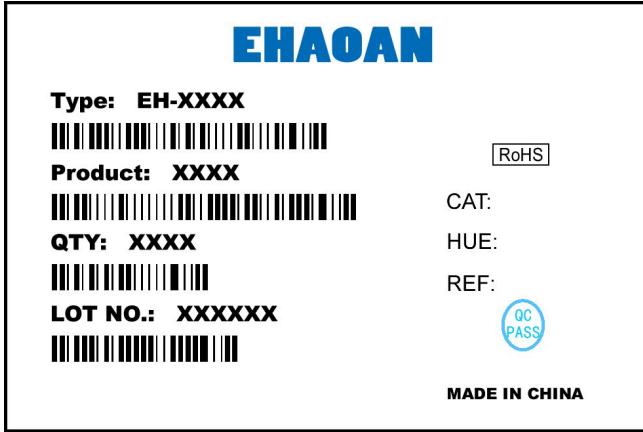 EHAOAN
Type: EH-XXXX
Product: XXXX
QTY: XXXX
LOT NO.: XXXXXX
RoHS
CAT:
HUE:
REF:
QC
PASS
MADE IN CHINA